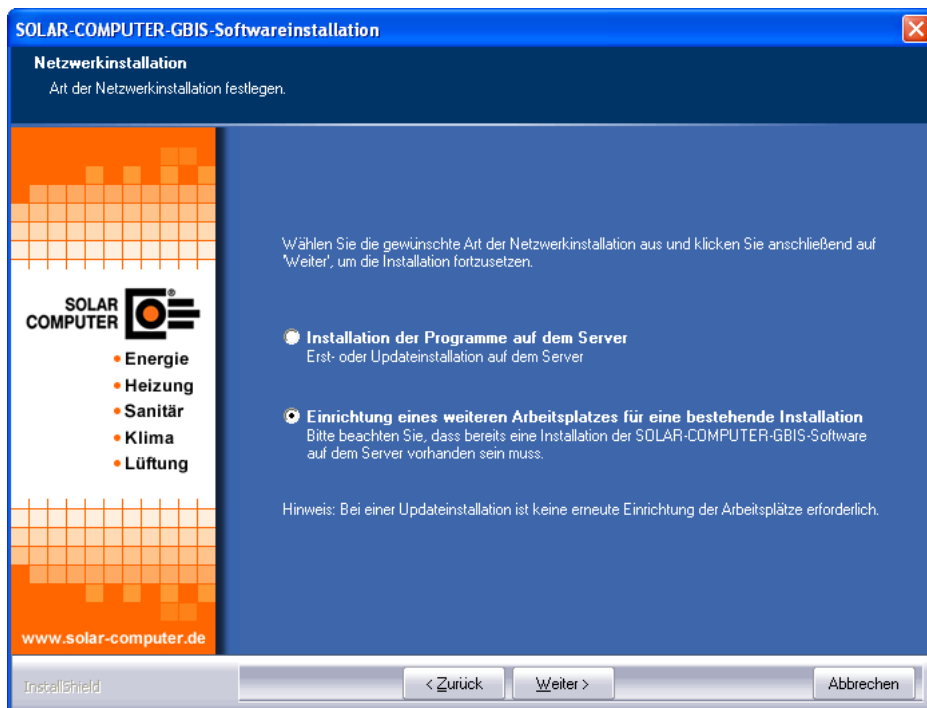 SOLAR-COMPUTER-GBIS-Softwareinstallation
Netzwerkinstallation
Art der Netzwerkinstallation festlegen.
Wählen Sie die gewünschte Art der Netzwerkinstallation aus und klicken Sie anschließend auf
'Weiter', um die Installation fortzusetzen.
SOLAR
COMPUTER
®
• Energie
• Heizung
• Sanitär
• Klima
• Lüftung
Installation der Programme auf dem Server
Erst- oder Updateinstallation auf dem Server
Einrichtung eines weiteren Arbeitsplatzes für eine bestehende Installation
Bitte beachten Sie, dass bereits eine Installation der SOLAR-COMPUTER-GBIS-Software
auf dem Server vorhanden sein muss.
Hinweis: Bei einer Updateinstallation ist keine erneute Einrichtung der Arbeitsplätze erforderlich.
www.solar-computer.de
InstallShield
< Zurück
Weiter >
Abbrechen